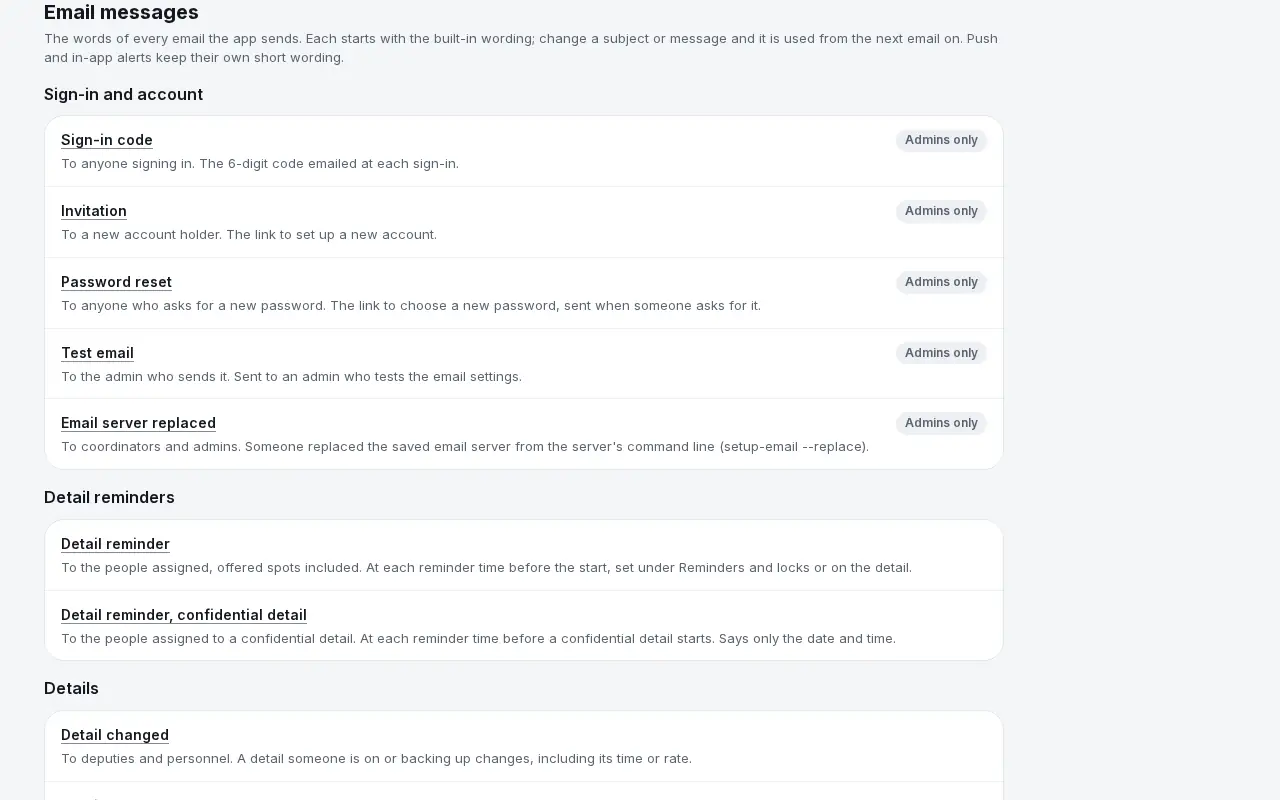 Email messages
The words of every email the app sends. Each starts with the built-in wording; change a subject or message and it is used from the next email on. Push
and in-app alerts keep their own short wording.
Sign-in and account
Sign-in code
Admins only
To anyone signing in. The 6-digit code emailed at each sign-in.
Invitation
Admins only
To a new account holder. The link to set up a new account.
Password reset
Admins only
To anyone who asks for a new password. The link to choose a new password, sent when someone asks for it.
Test email
Admins only
To the admin who sends it. Sent to an admin who tests the email settings.
Email server replaced
Admins only
To coordinators and admins. Someone replaced the saved email server from the server's command line (setup-email --replace).
Detail reminders
Detail reminder
To the people assigned, offered spots included. At each reminder time before the start, set under Reminders and locks or on the detail.
Detail reminder, confidential detail
To the people assigned to a confidential detail. At each reminder time before a confidential detail starts. Says only the date and time.
Details
Detail changed
To deputies and personnel. A detail someone is on or backing up changes, including its time or rate.